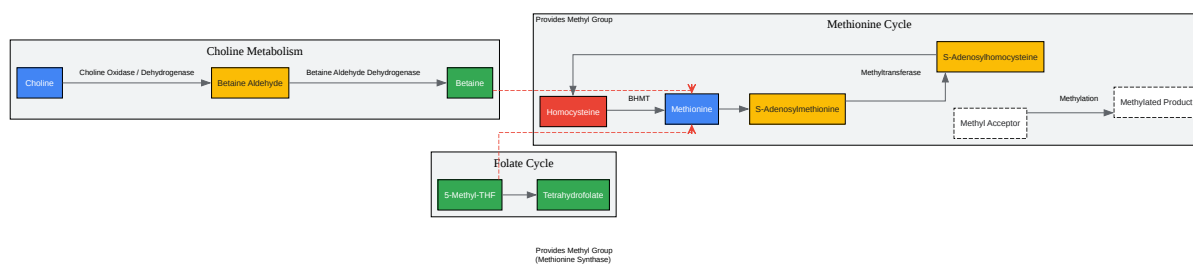 Provides Methyl Group
Methionine Cycle
Choline Metabolism
S-Adenosylhomocysteine
Choline
Choline Oxidase / Dehydrogenase
Betaine Aldehyde
Betaine Aldehyde Dehydrogenase
Betaine
Methyltransferase
Homocysteine
BHMT
Methionine
S-Adenosylmethionine
Methylation
Methylated Product
Methyl Acceptor
Folate Cycle
5-Methyl-THF
Tetrahydrofolate
Provides Methyl Group
(Methionine Synthase)